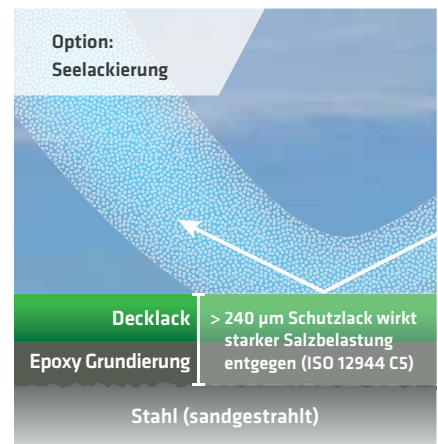 Option:
Seelackierung
Decklack
> 240 µm Schutzlack wirkt
starker Salzbelastung
entgegen (ISO 12944 C5)
Epoxy Grundierung
Stahl (sandgestrahlt)